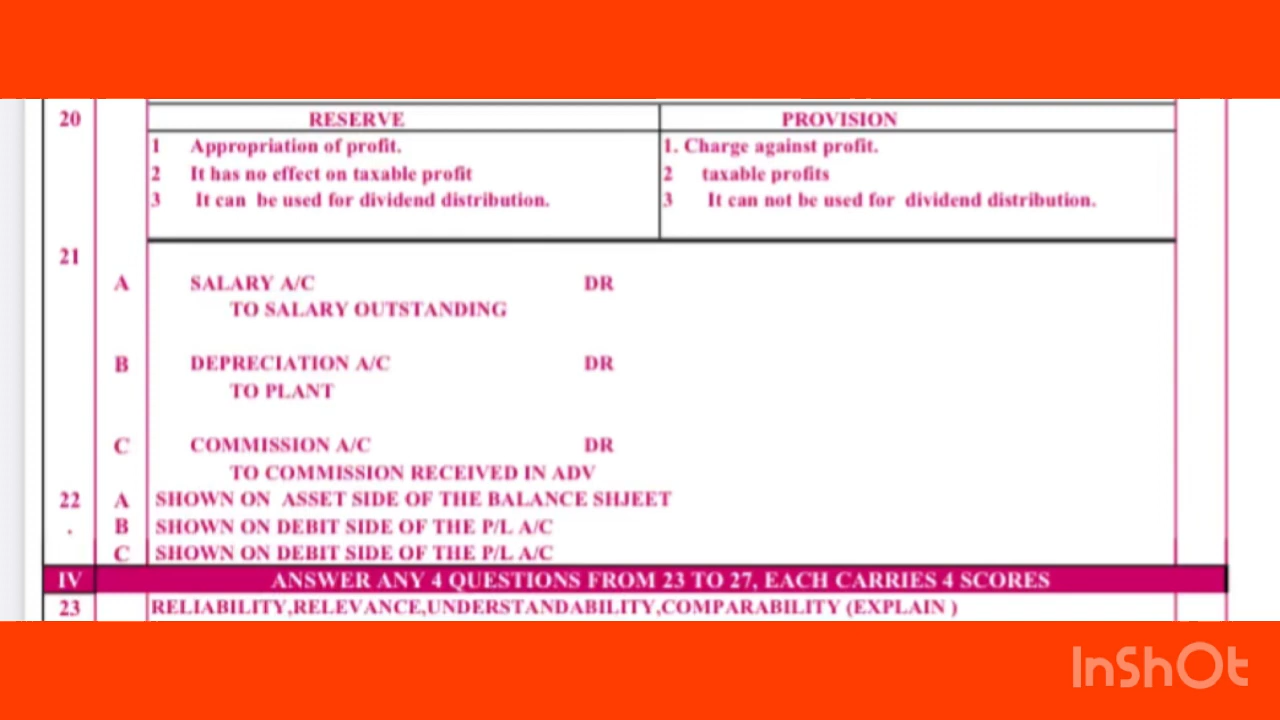 20 RESERVE PROVISION
1 Appropriation of profit. 1. Charge against profit.
2 It has no effect on taxable profit 2 taxable profits
3 It can be used for dividend distribution. 3 It can not be used for dividend distribution.
21
A SALARY A/C DR
TO SALARY OUTSTANDING
B DEPRECIATION A/C DR
TO PLANT
C COMMISSION A/C DR
TO COMMISSION RECEIVED IN ADV
22 A SHOWN ON ASSET SIDE OF THE BALANCE SHJEET
. B SHOWN ON DEBIT SIDE OF THE P/L A/C
C SHOWN ON DEBIT SIDE OF THE P/L A/C
IV ANSWER ANY 4 QUESTIONS FROM 23 TO 27, EACH CARRIES 4 SCORES
23 RELIABILITY,RELEVANCE,UNDERSTANDABILITY,COMPARABILITY (EXPLAIN )
InShOt